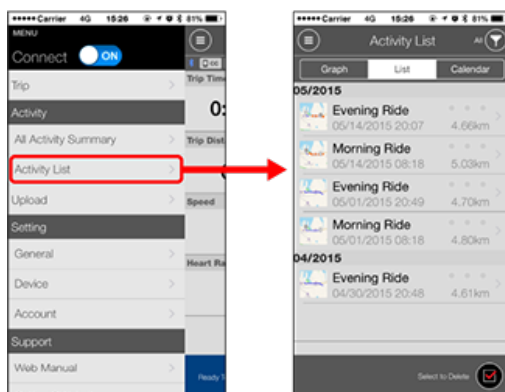 Carrier 4G 15:26 81%
MENU
Connect ON
Trip
Activity
All Activity Summary
Activity List
Upload
Setting
General
Device
Account
Support
Web Manual
Trip Time
0:
Trip Dist
Speed
Heart Ra
Ready T
Carrier 4G 15:26 81%
Activity List All
Graph List Calendar
05/2015
Evening Ride
05/14/2015 20:07 4.66km
Morning Ride
05/14/2015 08:18 5.03km
Evening Ride
05/01/2015 20:49 4.70km
Morning Ride
05/01/2015 08:18 4.80km
04/2015
Evening Ride
04/30/2015 20:48 4.61km
Select to Delete